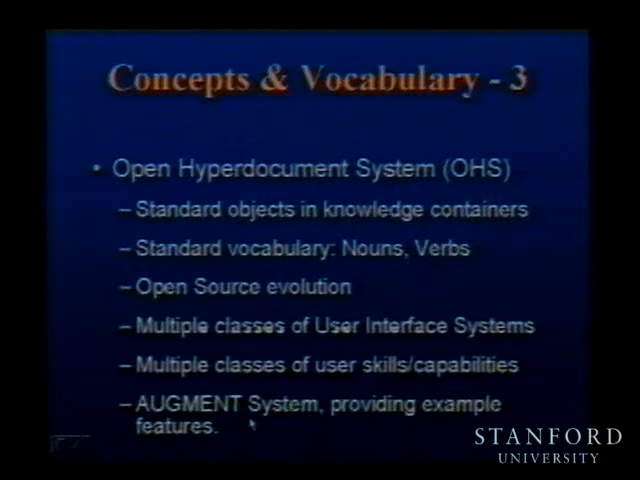 Concepts & Vocabulary - 3
• Open Hyperdocument System (OHS)
– Standard objects in knowledge containers
– Standard vocabulary: Nouns, Verbs
– Open Source evolution
– Multiple classes of User Interface Systems
– Multiple classes of user skills/capabilities
– AUGMENT System, providing example
features.
STANFORD
UNIVERSITY